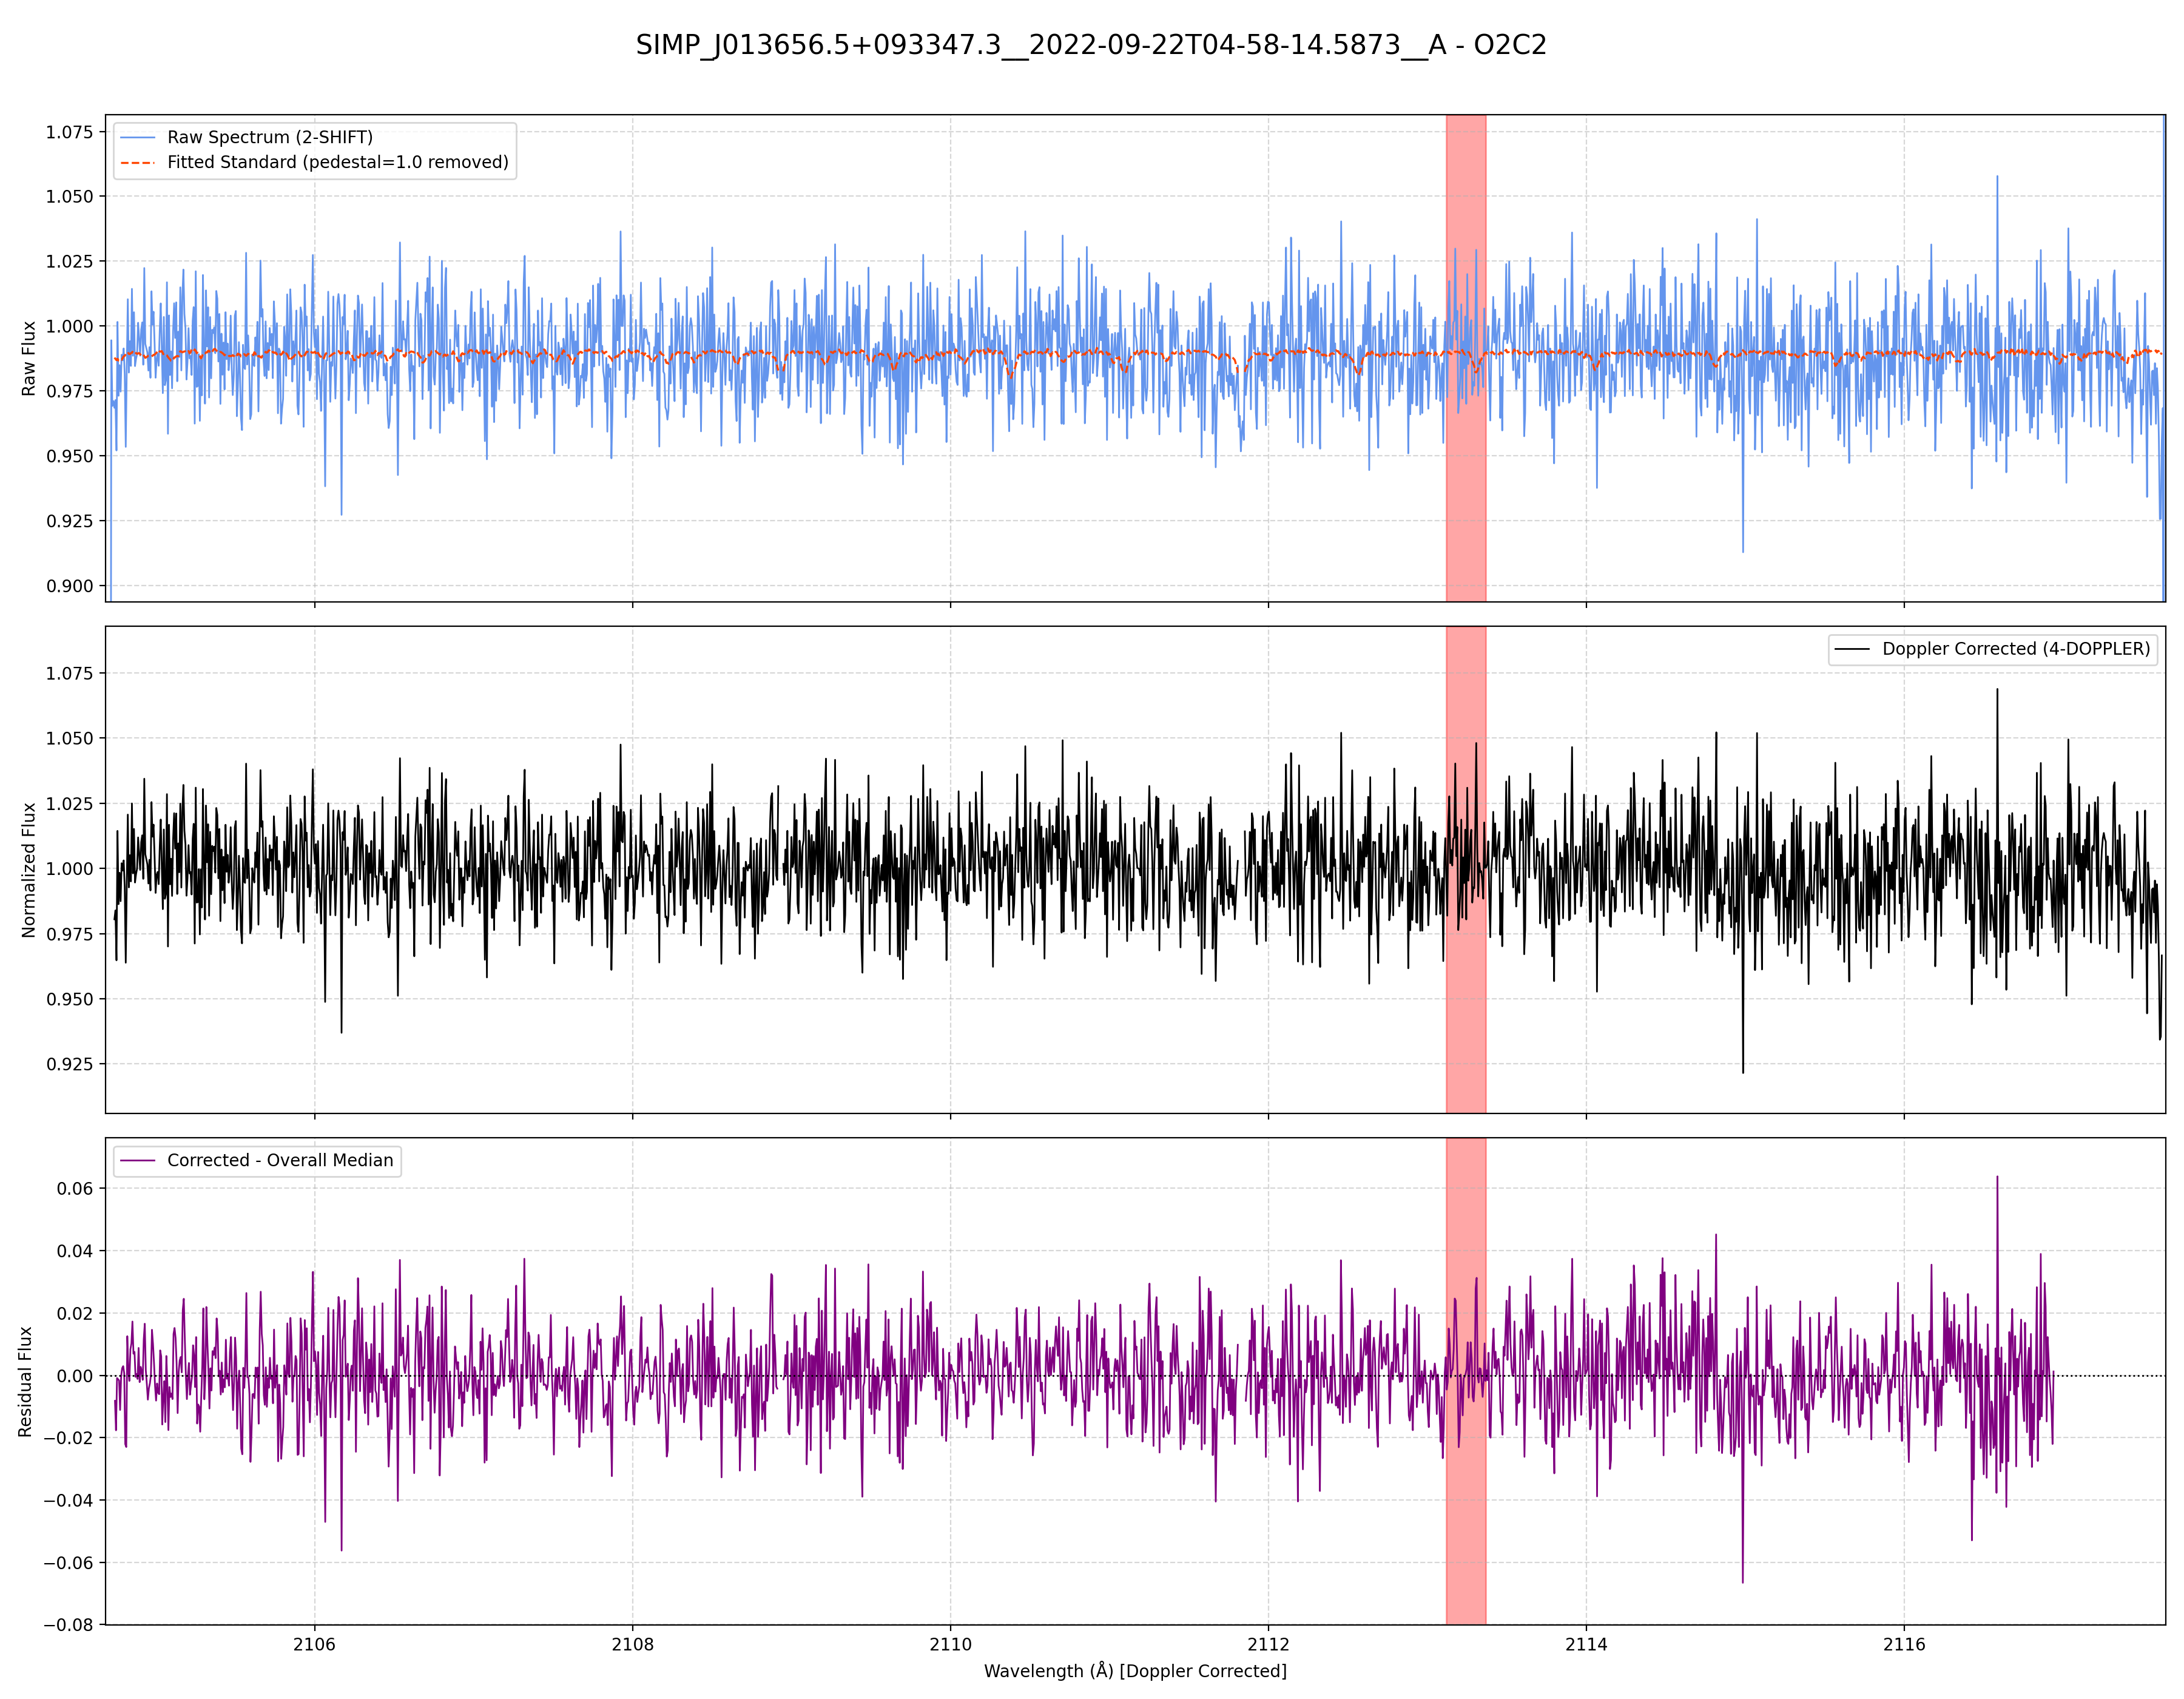 SIMP_J013656.5+093347.3__2022-09-22T04-58-14.5873__A - O2C2
Raw Spectrum (2-SHIFT)
Fitted Standard (pedestal=1.0 removed)
Raw Flux
1.075
1.050
1.025
1.000
0.975
0.950
0.925
0.900
Doppler Corrected (4-DOPPLER)
Normalized Flux
1.075
1.050
1.025
1.000
0.975
0.950
0.925
Corrected - Overall Median
Residual Flux
0.06
0.04
0.02
0.00
−0.02
−0.04
−0.06
−0.08
2106 2108 2110 2112 2114 2116
Wavelength (Å) [Doppler Corrected]